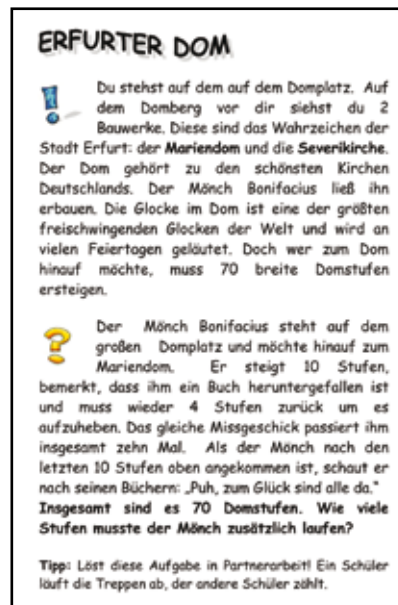 ERFURTER DOM
Du stehst auf dem auf dem Domplatz. Auf
dem Domberg vor dir siehst du 2
Bauwerke. Diese sind das Wahrzeichen der
Stadt Erfurt: der Mariendom und die Severikirche.
Der Dom gehört zu den schönsten Kirchen
Deutschlands. Der Mönch Bonifacius ließ ihn
erbauen. Die Glocke im Dom ist eine der größten
freischwingenden Glocken der Welt und wird an
vielen Feiertagen geläutet. Doch wer zum Dom
hinauf möchte, muss 70 breite Domstufen
ersteigen.
Der Mönch Bonifacius steht auf dem
großen Domplatz und möchte hinauf zum
Mariendom. Er steigt 10 Stufen,
bemerkt, dass ihm ein Buch heruntergefallen ist
und muss wieder 4 Stufen zurück um es
aufzuheben. Das gleiche Missgeschick passiert ihm
insgesamt zehn Mal. Als der Mönch nach den
letzten 10 Stufen oben angekommen ist, schaut er
nach seinen Büchern: „Puh, zum Glück sind alle da."
Insgesamt sind es 70 Domstufen. Wie viele
Stufen musste der Mönch zusätzlich laufen?
Tipp: Löst diese Aufgabe in Partnerarbeit! Ein Schüler
läuft die Treppen ab, der andere Schüler zählt.